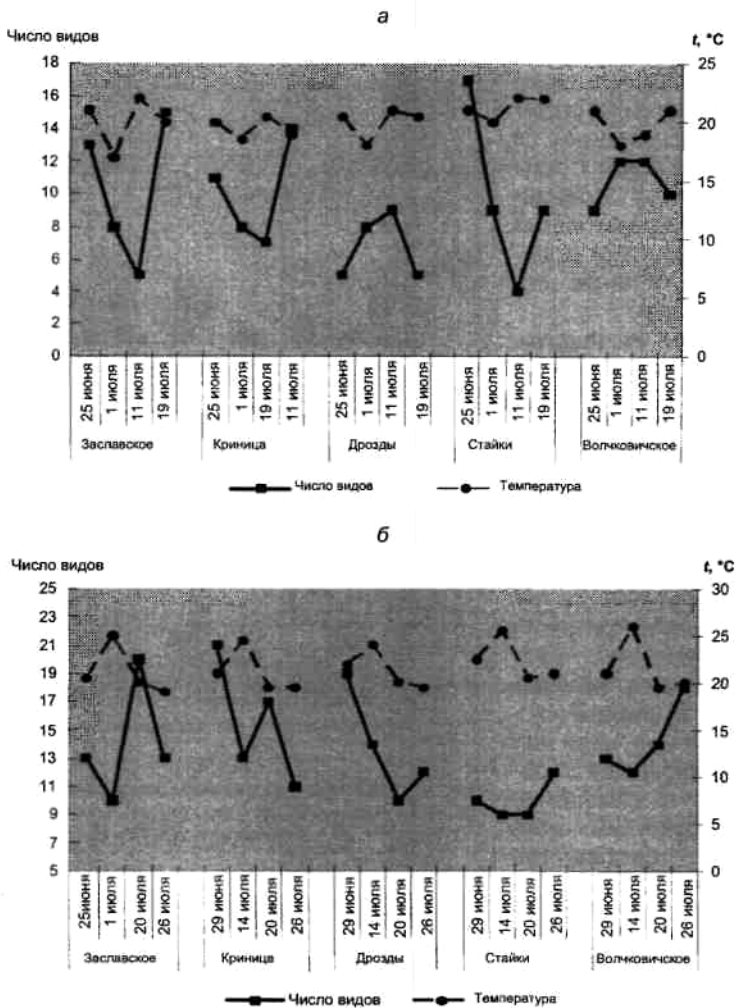 а
Число видов
t, °C
18
16
14
12
10
8
6
4
2
0
25
20
15
10
5
0
25 июня
1 июля
11 июля
19 июля
25 июня
1 июля
19 июля
11 июля
25 июня
1 июля
11 июля
19 июля
25 июня
1 июля
11 июля
19 июля
25 июня
1 июля
11 июля
19 июля
Заславское
Криница
Дрозды
Стайки
Волчковичское
Число видов
Температура
б
Число видов
t, °C
25
23
21
19
17
15
13
11
9
7
5
30
25
20
15
10
5
0
25июня
1 июля
20 июля
26 июля
29 июня
14 июля
20 июля
26 июля
29 июня
14 июля
20 июля
26 июля
29 июня
14 июля
20 июля
26 июля
29 июня
14 июля
20 июля
26 июля
Заславское
Криница
Дрозды
Стайки
Волчковичское
Число видов
Температура